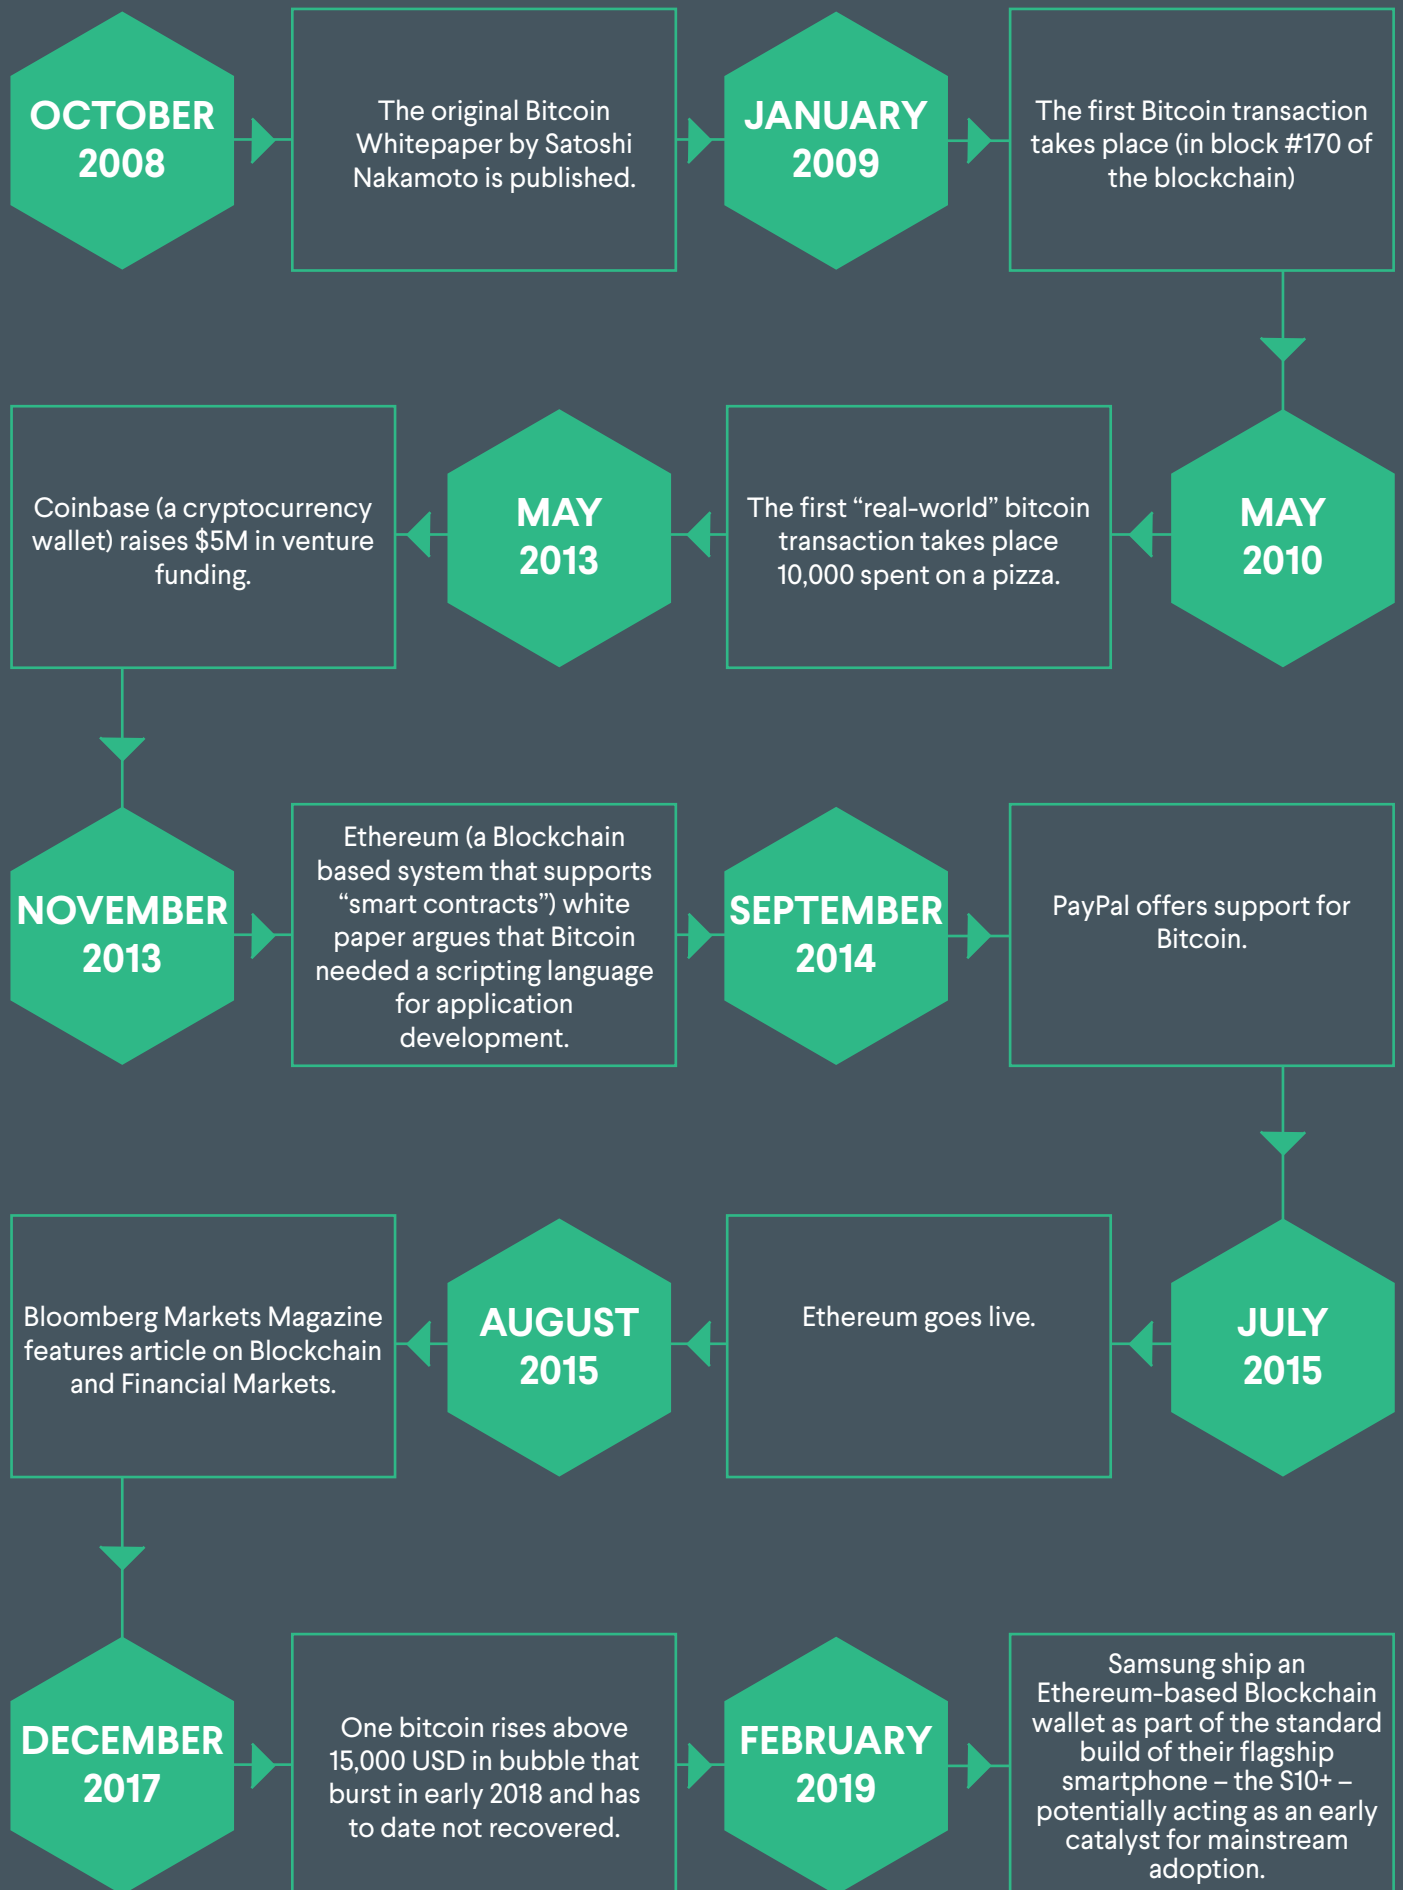 OCTOBER
2008
The original Bitcoin
Whitepaper by Satoshi
Nakamoto is published.
JANUARY
2009
The first Bitcoin transaction
takes place (in block #170 of
the blockchain)
MAY
2010
The first “real-world” bitcoin
transaction takes place
10,000 spent on a pizza.
MAY
2013
Coinbase (a cryptocurrency
wallet) raises $5M in venture
funding.
NOVEMBER
2013
Ethereum (a Blockchain
based system that supports
“smart contracts”) white
paper argues that Bitcoin
needed a scripting language
for application
development.
SEPTEMBER
2014
PayPal offers support for
Bitcoin.
JULY
2015
Ethereum goes live.
AUGUST
2015
Bloomberg Markets Magazine
features article on Blockchain
and Financial Markets.
DECEMBER
2017
One bitcoin rises above
15,000 USD in bubble that
burst in early 2018 and has
to date not recovered.
FEBRUARY
2019
Samsung ship an
Ethereum-based Blockchain
wallet as part of the standard
build of their flagship
smartphone – the S10+ –
potentially acting as an early
catalyst for mainstream
adoption.